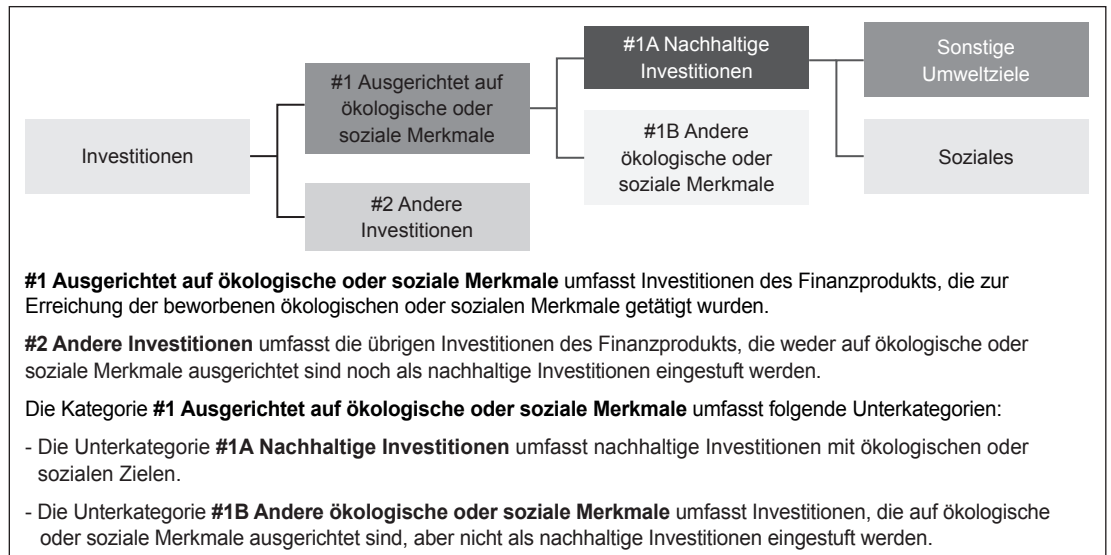 Investitionen
#1 Ausgerichtet auf
ökologische oder
soziale Merkmale
#2 Andere
Investitionen
#1A Nachhaltige
Investitionen
#1B Andere
ökologische oder
soziale Merkmale
Sonstige
Umweltziele
Soziales
#1 Ausgerichtet auf ökologische oder soziale Merkmale umfasst Investitionen des Finanzprodukts, die zur
Erreichung der beworbenen ökologischen oder sozialen Merkmale getätigt wurden.
#2 Andere Investitionen umfasst die übrigen Investitionen des Finanzprodukts, die weder auf ökologische oder
soziale Merkmale ausgerichtet sind noch als nachhaltige Investitionen eingestuft werden.
Die Kategorie #1 Ausgerichtet auf ökologische oder soziale Merkmale umfasst folgende Unterkategorien:
- Die Unterkategorie #1A Nachhaltige Investitionen umfasst nachhaltige Investitionen mit ökologischen oder
sozialen Zielen.
- Die Unterkategorie #1B Andere ökologische oder soziale Merkmale umfasst Investitionen, die auf ökologische
oder soziale Merkmale ausgerichtet sind, aber nicht als nachhaltige Investitionen eingestuft werden.